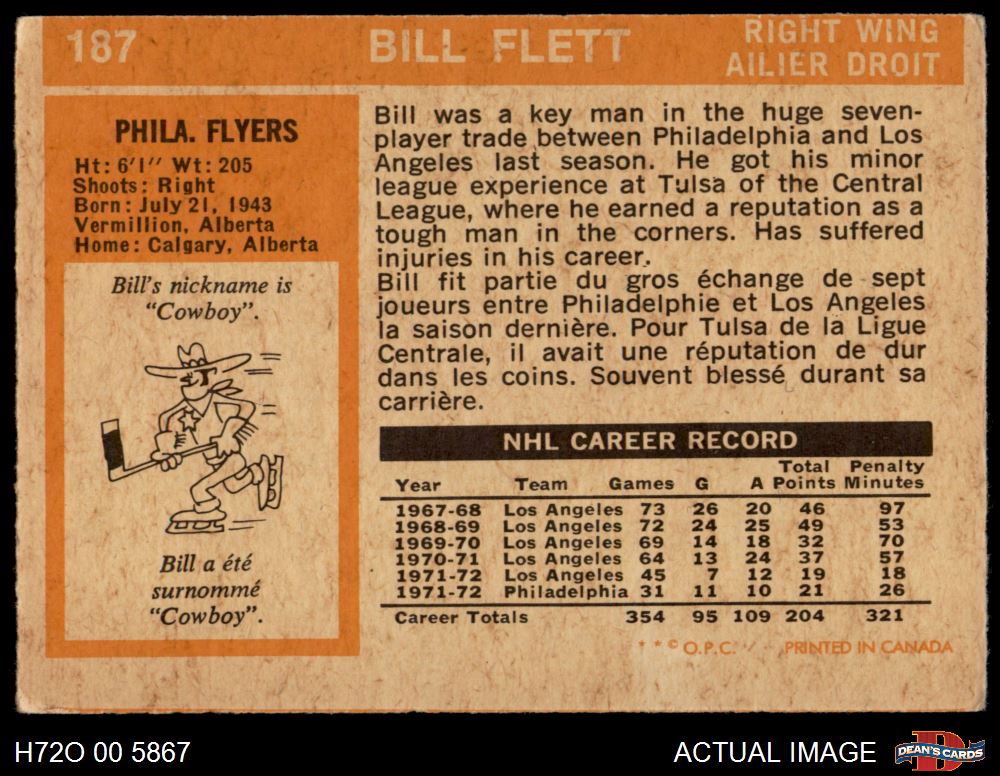 187 BILL FLETT RIGHT WING
AILIER DROIT
PHILA. FLYERS
Ht: 6'1'' Wt: 205
Shoots: Right
Born: July 21, 1943
Vermillion, Alberta
Home: Calgary, Alberta
Bill's nickname is
"Cowboy".
Bill a été
surnommé
"Cowboy".
Bill was a key man in the huge seven-
player trade between Philadelphia and Los
Angeles last season. He got his minor
league experience at Tulsa of the Central
League, where he earned a reputation as a
tough man in the corners. Has suffered
injuries in his career.
Bill fit partie du gros échange de sept
joueurs entre Philadelphie et Los Angeles
la saison dernière. Pour Tulsa de la Ligue
Centrale, il avait une réputation de dur
dans les coins. Souvent blessé durant sa
carrière.
NHL CAREER RECORD
Total Penalty
Year Team Games G A Points Minutes
1967-68 Los Angeles 73 26 20 46 97
1968-69 Los Angeles 72 24 25 49 53
1969-70 Los Angeles 69 14 18 32 70
1970-71 Los Angeles 64 13 24 37 57
1971-72 Los Angeles 45 7 12 19 18
1971-72 Philadelphia 31 11 10 21 26
Career Totals 354 95 109 204 321
* * © O.P.C. PRINTED IN CANADA
H72O 00 5867 ACTUAL IMAGE DEAN'S CARDS